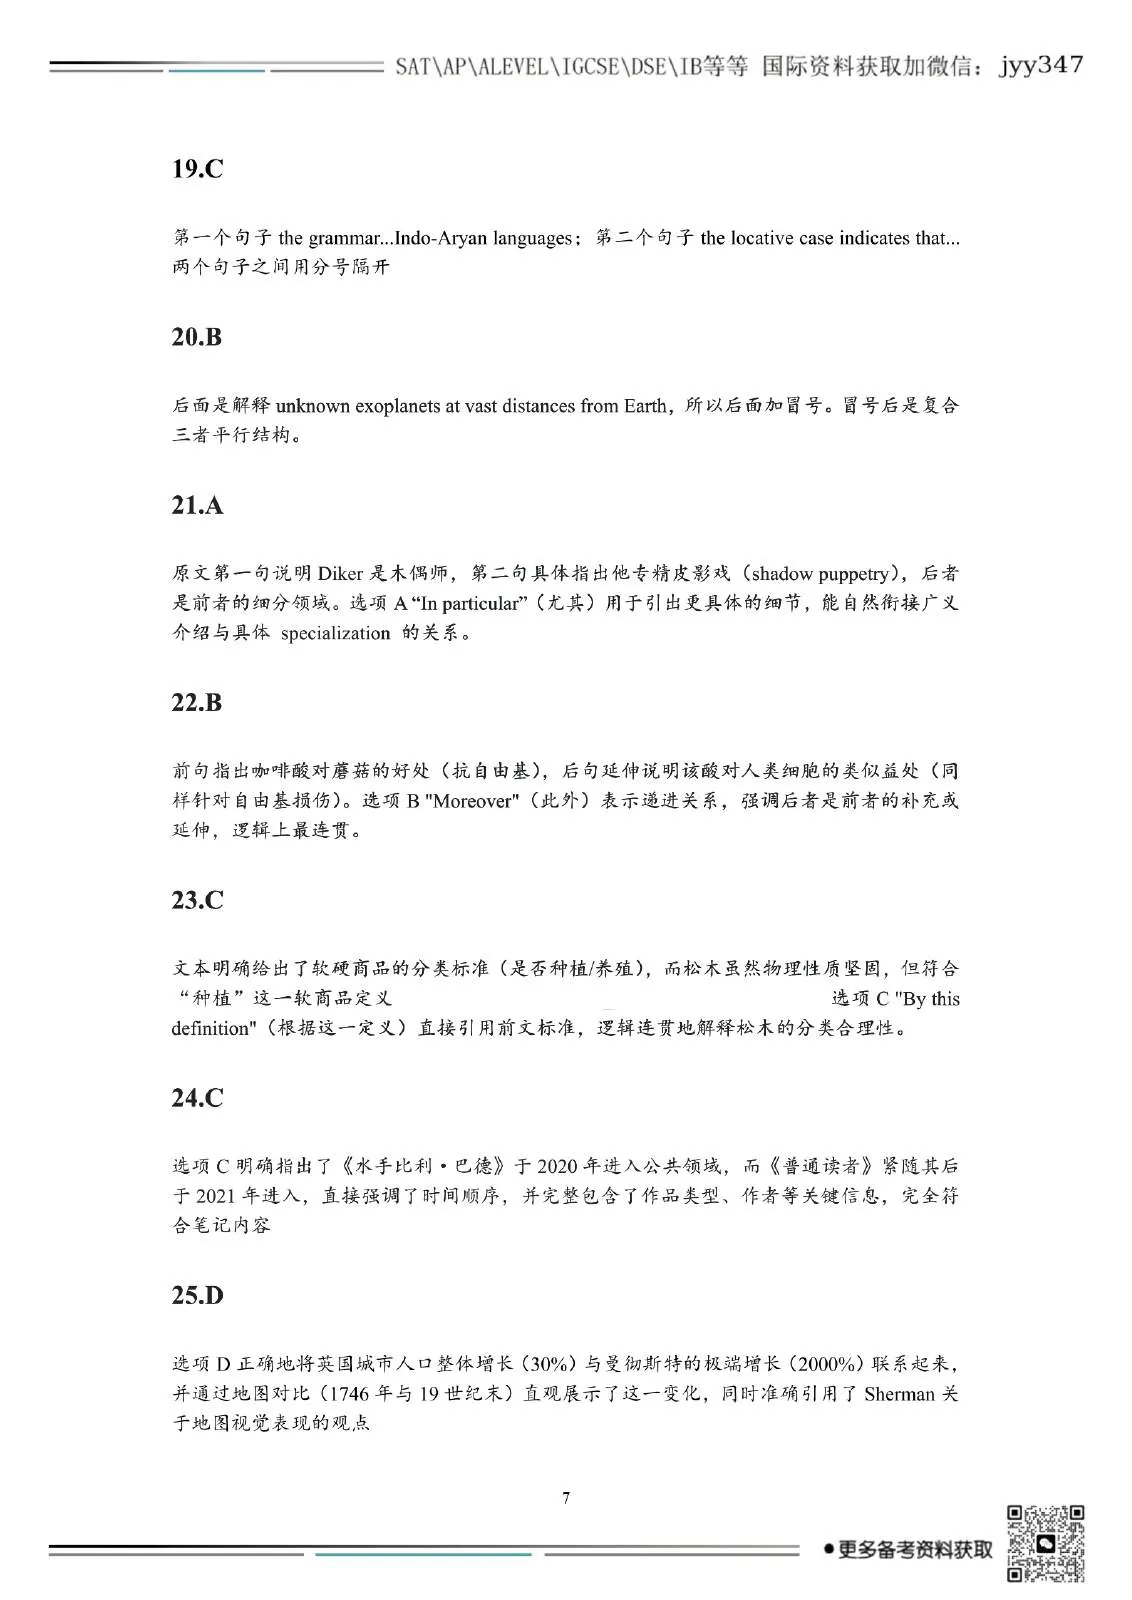 SAT\AP\ALEVEL\IGCSE\DSE\IB等等 国际资料获取加微信：jyy347
19.C
第一个句子 the grammar...Indo-Aryan languages；第二个句子 the locative case indicates that...
两个句子之间用分号隔开
20.B
后面是解释 unknown exoplanets at vast distances from Earth，所以后面加冒号。冒号后是复合
三者平行结构。
21.A
原文第一句说明 Diker 是木偶师，第二句具体指出他专精皮影戏（shadow puppetry），后者
是前者的细分领域。选项 A “In particular”（尤其）用于引出更具体的细节，能自然衔接广义
介绍与具体 specialization 的关系。
22.B
前句指出咖啡酸对蘑菇的好处（抗自由基），后句延伸说明该酸对人类细胞的类似益处（同
样针对自由基损伤）。选项 B "Moreover"（此外）表示递进关系，强调后者是前者的补充或
延伸，逻辑上最连贯。
23.C
文本明确给出了软硬商品的分类标准（是否种植/养殖），而松木虽然物理性质坚固，但符合
“种植”这一软商品定义 选项 C "By this
definition"（根据这一定义）直接引用前文标准，逻辑连贯地解释松木的分类合理性。
24.C
选项 C 明确指出了《水手比利·巴德》于 2020 年进入公共领域，而《普通读者》紧随其后
于 2021 年进入，直接强调了时间顺序，并完整包含了作品类型、作者等关键信息，完全符
合笔记内容
25.D
选项 D 正确地将英国城市人口整体增长（30%）与曼彻斯特的极端增长（2000%）联系起来，
并通过地图对比（1746 年与 19 世纪末）直观展示了这一变化，同时准确引用了 Sherman 关
于地图视觉表现的观点
7
●更多备考资料获取